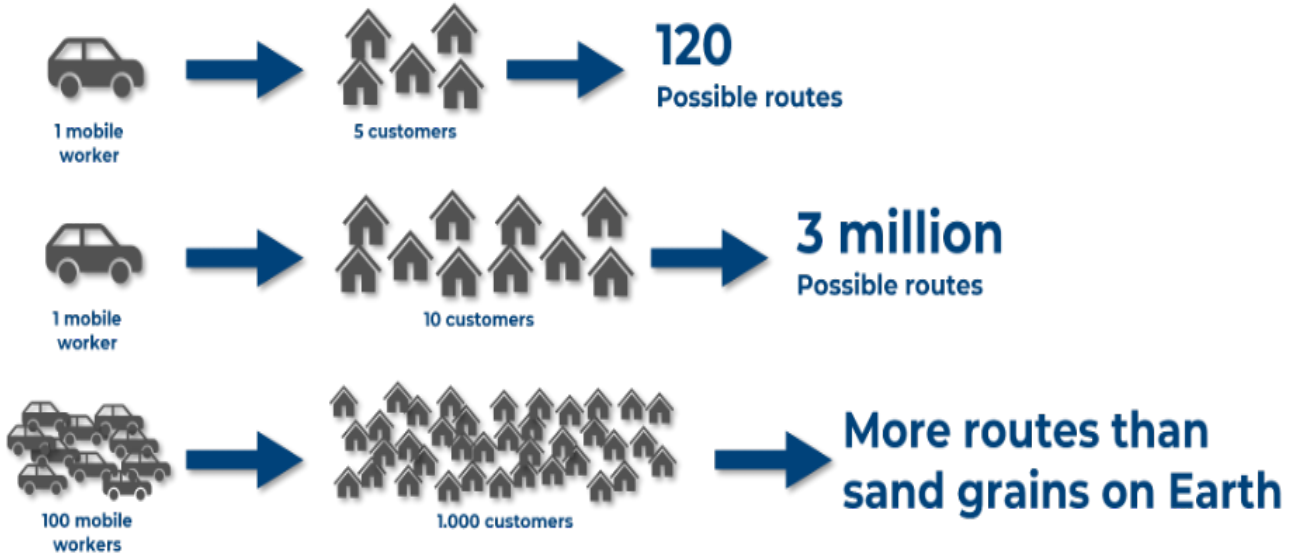 120
Possible routes
1 mobile
worker
5 customers
3 million
Possible routes
1 mobile
worker
10 customers
More routes than
sand grains on Earth
100 mobile
workers
1.000 customers